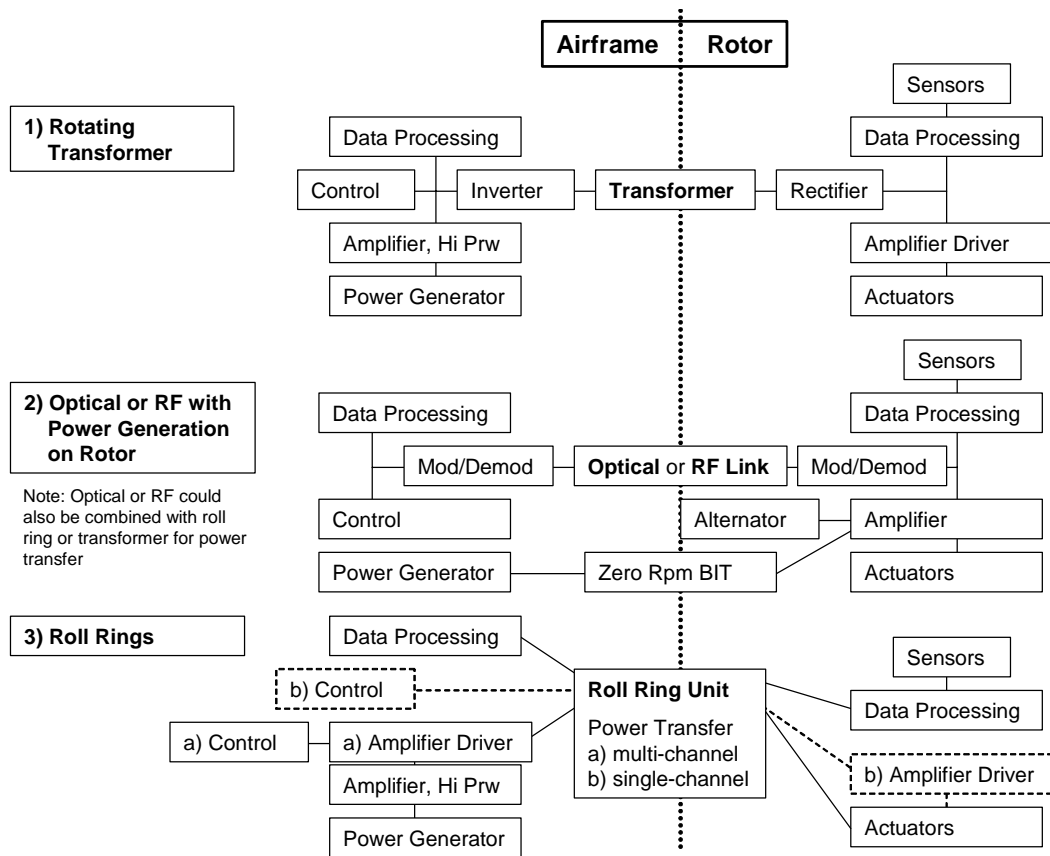 Airframe
Rotor
1) Rotating
Transformer
Data Processing
Control
Inverter
Transformer
Rectifier
Sensors
Data Processing
Amplifier, Hi Prw
Power Generator
Amplifier Driver
Actuators
2) Optical or RF with
Power Generation
on Rotor
Note: Optical or RF could
also be combined with roll
ring or transformer for power
transfer
Data Processing
Mod/Demod
Optical or RF Link
Mod/Demod
Sensors
Data Processing
Control
Alternator
Amplifier
Power Generator
Zero Rpm BIT
Actuators
3) Roll Rings
Data Processing
b) Control
a) Control
a) Amplifier Driver
Amplifier, Hi Prw
Power Generator
Roll Ring Unit
Power Transfer
a) multi-channel
b) single-channel
Sensors
Data Processing
b) Amplifier Driver
Actuators